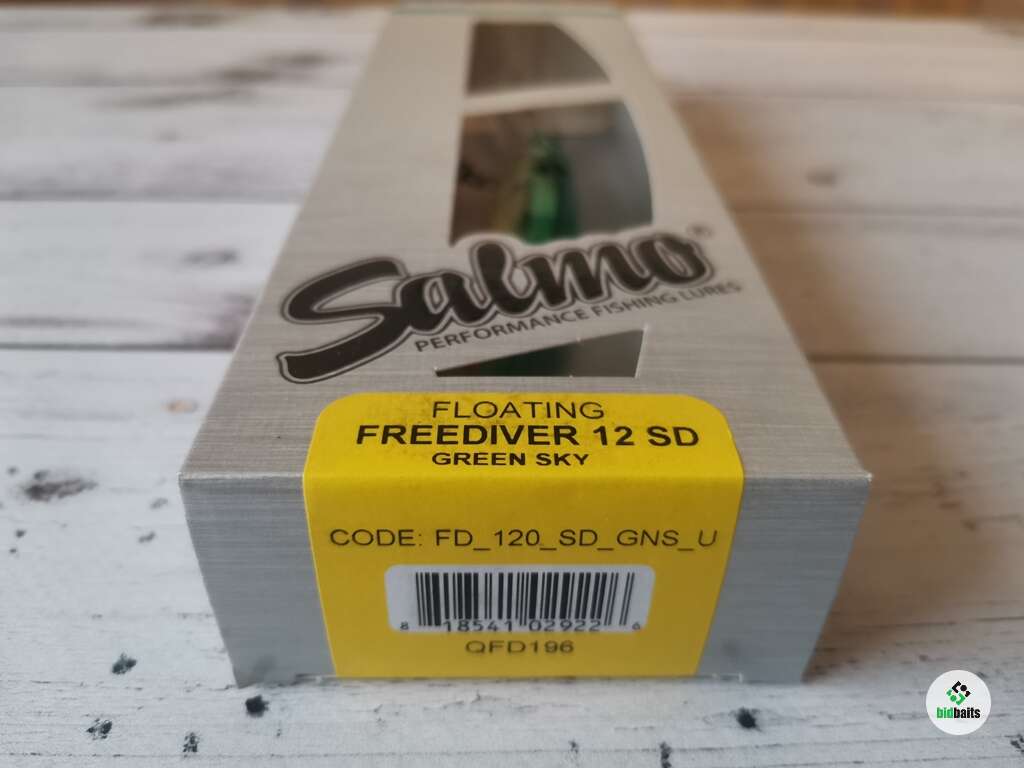 Salmo®
PERFORMANCE FISHING LURES
FLOATING
FREEDIVER 12 SD
GREEN SKY
CODE: FD_120_SD_GNS_U
8 18541 02922 6
QFD196
bidbaits